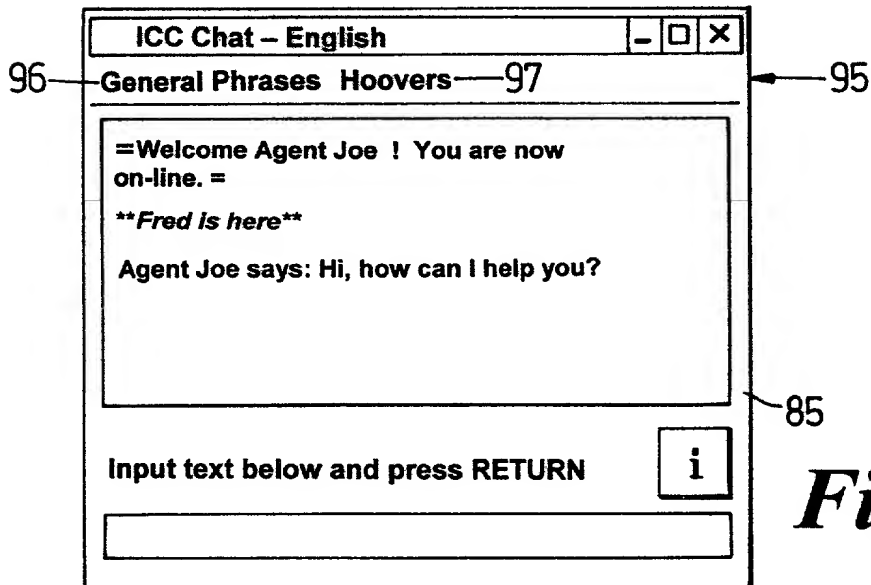 ICC Chat – English
96 General Phrases Hoovers 97 95
=Welcome Agent Joe ! You are now
on-line. =
**Fred is here**
Agent Joe says: Hi, how can I help you?
85
Input text below and press RETURN i
Fi